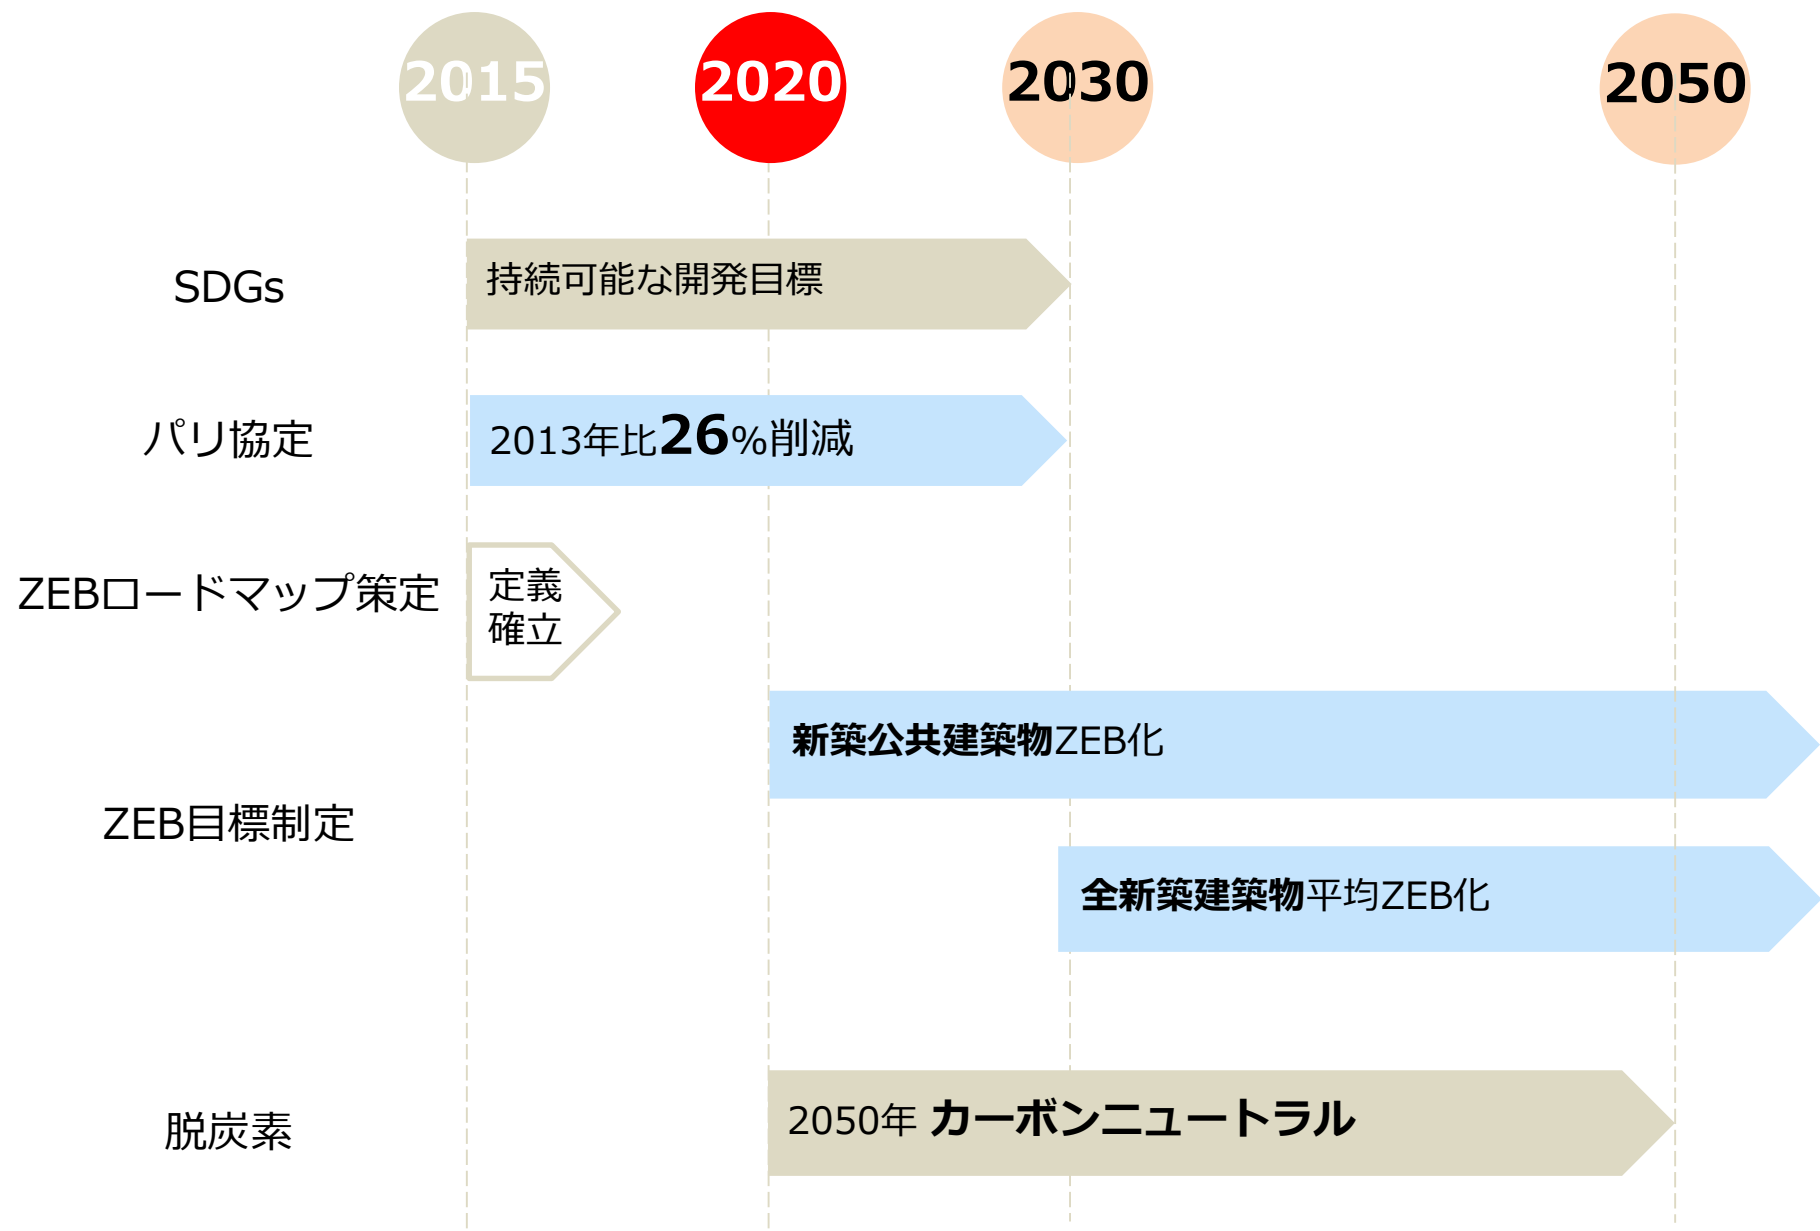 2015
2020
2030
2050
SDGs
持続可能な開発目標
パリ協定
2013年比26%削減
ZEBロードマップ策定
定義
確立
新築公共建築物ZEB化
ZEB目標制定
全新築建築物平均ZEB化
脱炭素
2050年 カーボンニュートラル